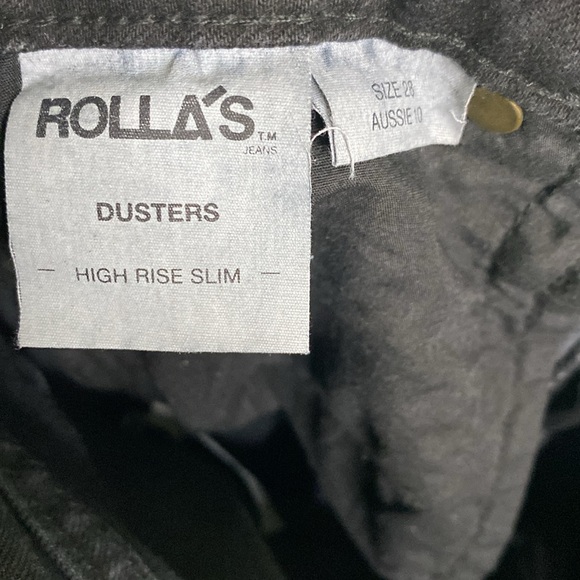 ROLLA'S TM
JEANS
DUSTERS
- HIGH RISE SLIM -
SIZE 28
AUSSIE 10